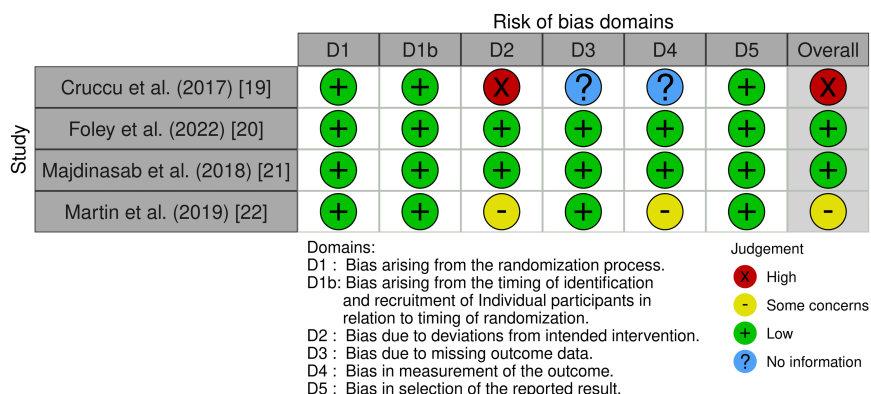 Risk of bias domains
D1 D1b D2 D3 D4 D5 Overall
Study
Cruccu et al. (2017) [19] + + X ? ? + X
Foley et al. (2022) [20] + + + + + + +
Majdinasab et al. (2018) [21] + + + + + + +
Martin et al. (2019) [22] + + - + - + -
Domains:
D1 : Bias arising from the randomization process.
D1b: Bias arising from the timing of identification
and recruitment of Individual participants in
relation to timing of randomization.
D2 : Bias due to deviations from intended intervention.
D3 : Bias due to missing outcome data.
D4 : Bias in measurement of the outcome.
D5 : Bias in selection of the reported result.
Judgement
X High
- Some concerns
+ Low
? No information